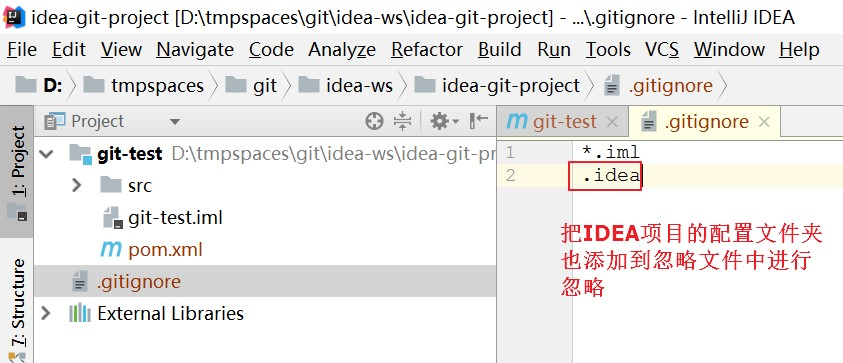 idea-git-project [D:\tmpspaces\git\idea-ws\idea-git-project] - ...\.gitignore - IntelliJ IDEA
File Edit View Navigate Code Analyze Refactor Build Run Tools VCS Window Help
D: tmpspaces git idea-ws idea-git-project .gitignore
1: Project
7: Structure
Project
git-test D:\tmpspaces\git\idea-ws\idea-git-pr
src
git-test.iml
pom.xml
.gitignore
External Libraries
git-test .gitignore
1 *.iml
2 .idea
把IDEA项目的配置文件夹
也添加到忽略文件中进行
忽略